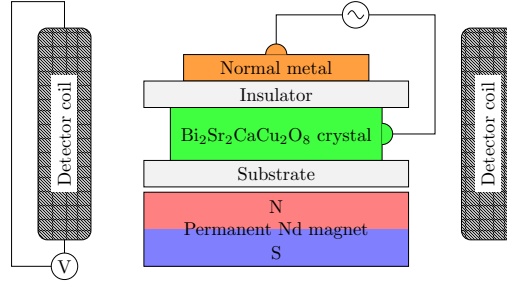 Normal metal
Insulator
Bi₂Sr₂CaCu₂O₈ crystal
Substrate
N
Permanent Nd magnet
S
Detector coil
Detector coil
V